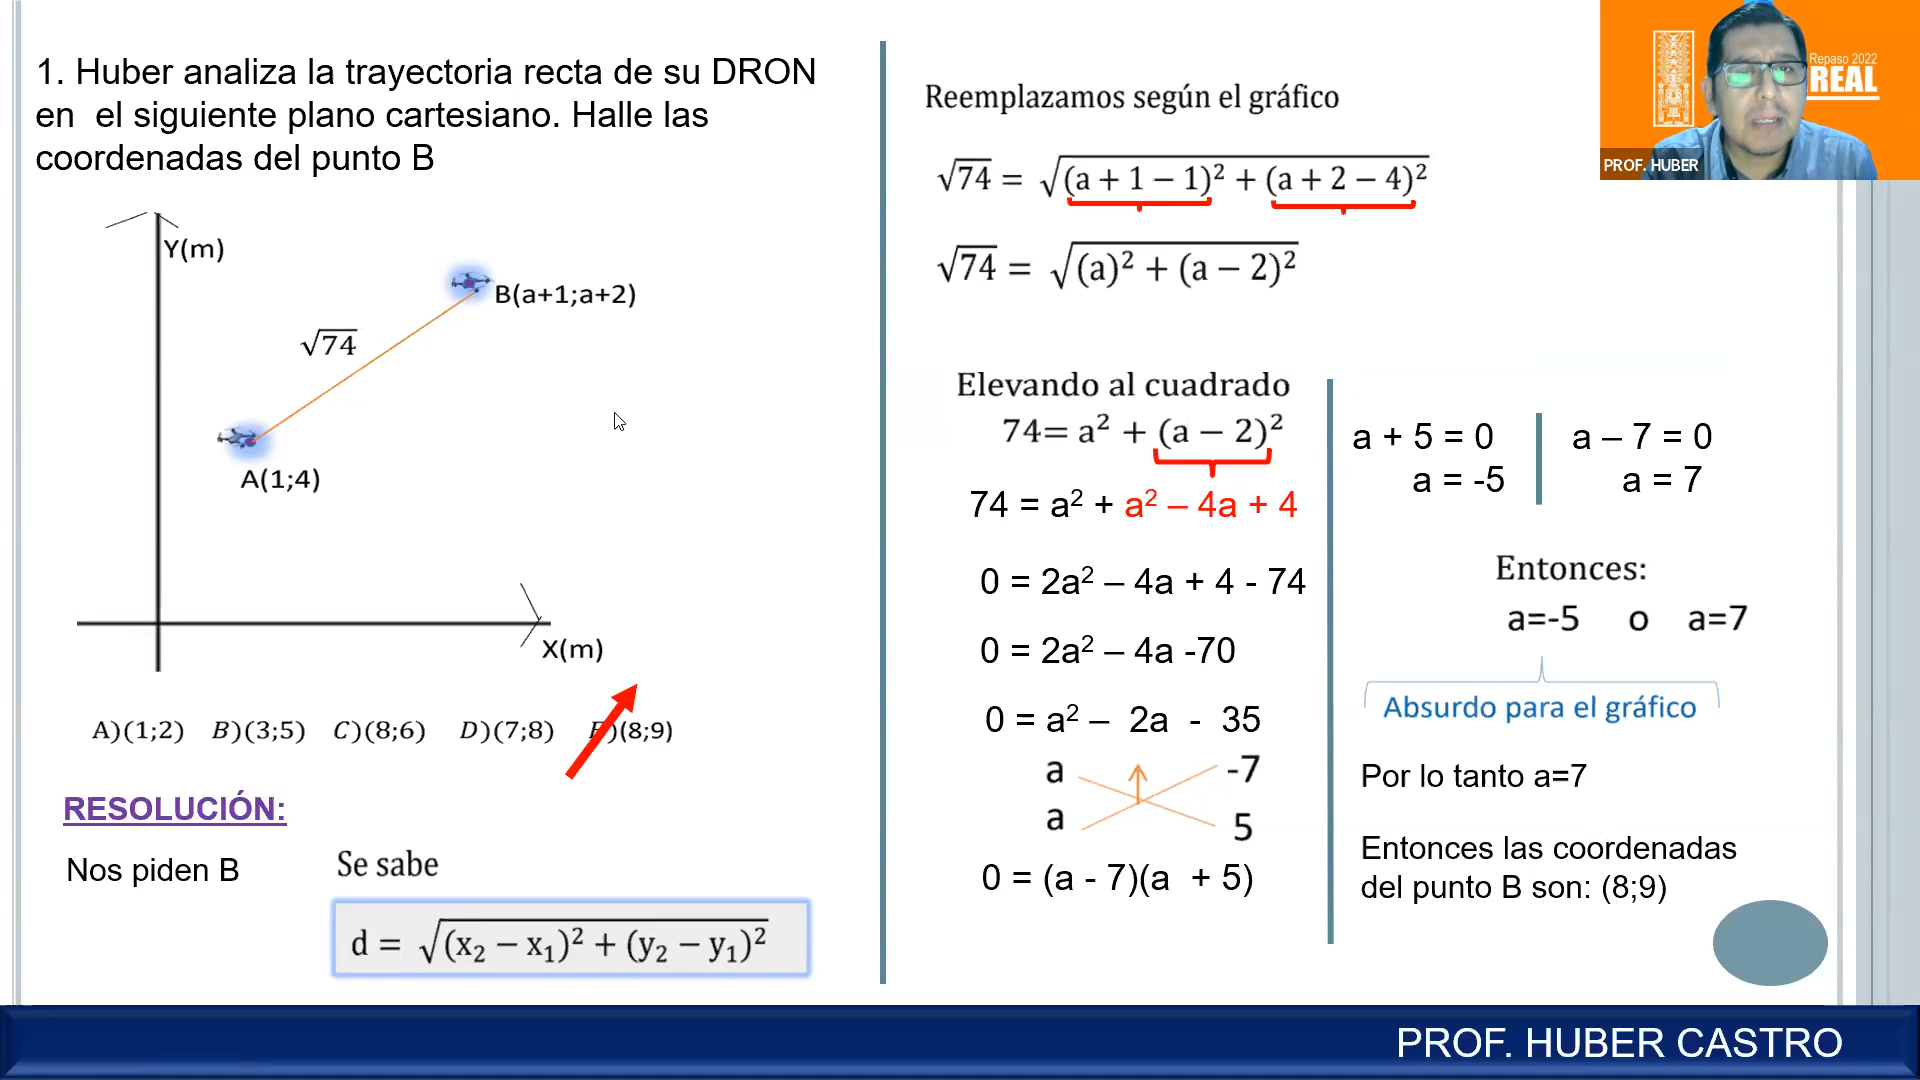 1. Huber analiza la trayectoria recta de su DRON
en el siguiente plano cartesiano. Halle las
coordenadas del punto B
Y(m)
B(a+1;a+2)
√74
A(1;4)
X(m)
A)(1;2) B)(3;5) C)(8;6) D)(7;8) E)(8;9)
RESOLUCIÓN:
Nos piden B
Se sabe
d = √(x₂ − x₁)² + (y₂ − y₁)²
Reemplazamos según el gráfico
√74 = √(a + 1 − 1)² + (a + 2 − 4)²
√74 = √(a)² + (a − 2)²
Elevando al cuadrado
74= a² + (a − 2)²
74 = a² + a² – 4a + 4
0 = 2a² – 4a + 4 - 74
0 = 2a² – 4a -70
0 = a² – 2a - 35
a -7
a 5
0 = (a - 7)(a + 5)
a + 5 = 0
a = -5
a – 7 = 0
a = 7
Entonces:
a=-5 o a=7
Absurdo para el gráfico
Por lo tanto a=7
Entonces las coordenadas
del punto B son: (8;9)
Repaso 2022
REAL
PROF. HUBER
PROF. HUBER CASTRO